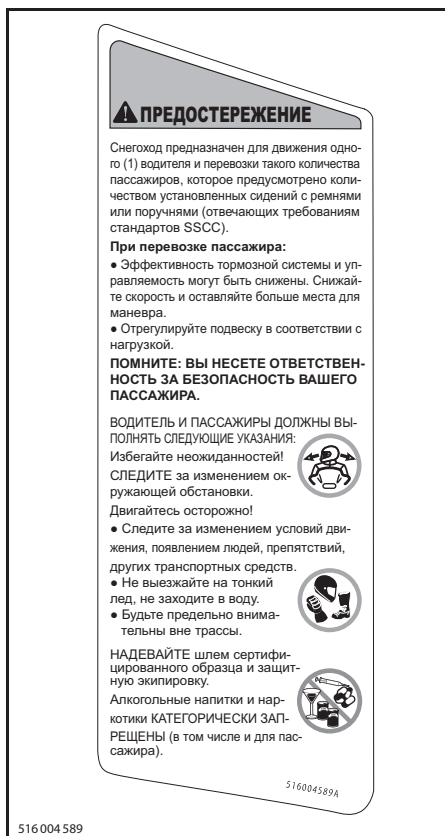 ПРЕДОСТЕРЕЖЕНИЕ
Снегоход предназначен для движения одно-
го (1) водителя и перевозки такого количества
пассажиров, которое предусмотрено коли-
чеством установленных сидений с ремнями
или поручнями (отвечающих требованиям
стандартов SSCC).
При перевозке пассажира:
● Эффективность тормозной системы и уп-
равляемость могут быть снижены. Снижай-
те скорость и оставляйте больше места для
маневра.
● Отрегулируйте подвеску в соответствии с
нагрузкой.
ПОМНИТЕ: ВЫ НЕСЕТЕ ОТВЕТСТВЕН-
НОСТЬ ЗА БЕЗОПАСНОСТЬ ВАШЕГО
ПАССАЖИРА.
ВОДИТЕЛЬ И ПАССАЖИРЫ ДОЛЖНЫ ВЫ-
ПОЛНЯТЬ СЛЕДУЮЩИЕ УКАЗАНИЯ:
Избегайте неожиданностей!
СЛЕДИТЕ за изменением ок-
ружающей обстановки.
Двигайтесь осторожно!
● Следите за изменением условий дви-
жения, появлением людей, препятствий,
других транспортных средств.
● Не выезжайте на тонкий
лед, не заходите в воду.
● Будьте предельно внима-
тельны вне трассы.
НАДЕВАЙТЕ шлем сертифи-
цированного образца и защит-
ную экипировку.
Алкогольные напитки и нар-
котики КАТЕГОРИЧЕСКИ ЗАП-
РЕЩЕНЫ (в том числе и для пас-
сажира).
516004589A
516 004 589